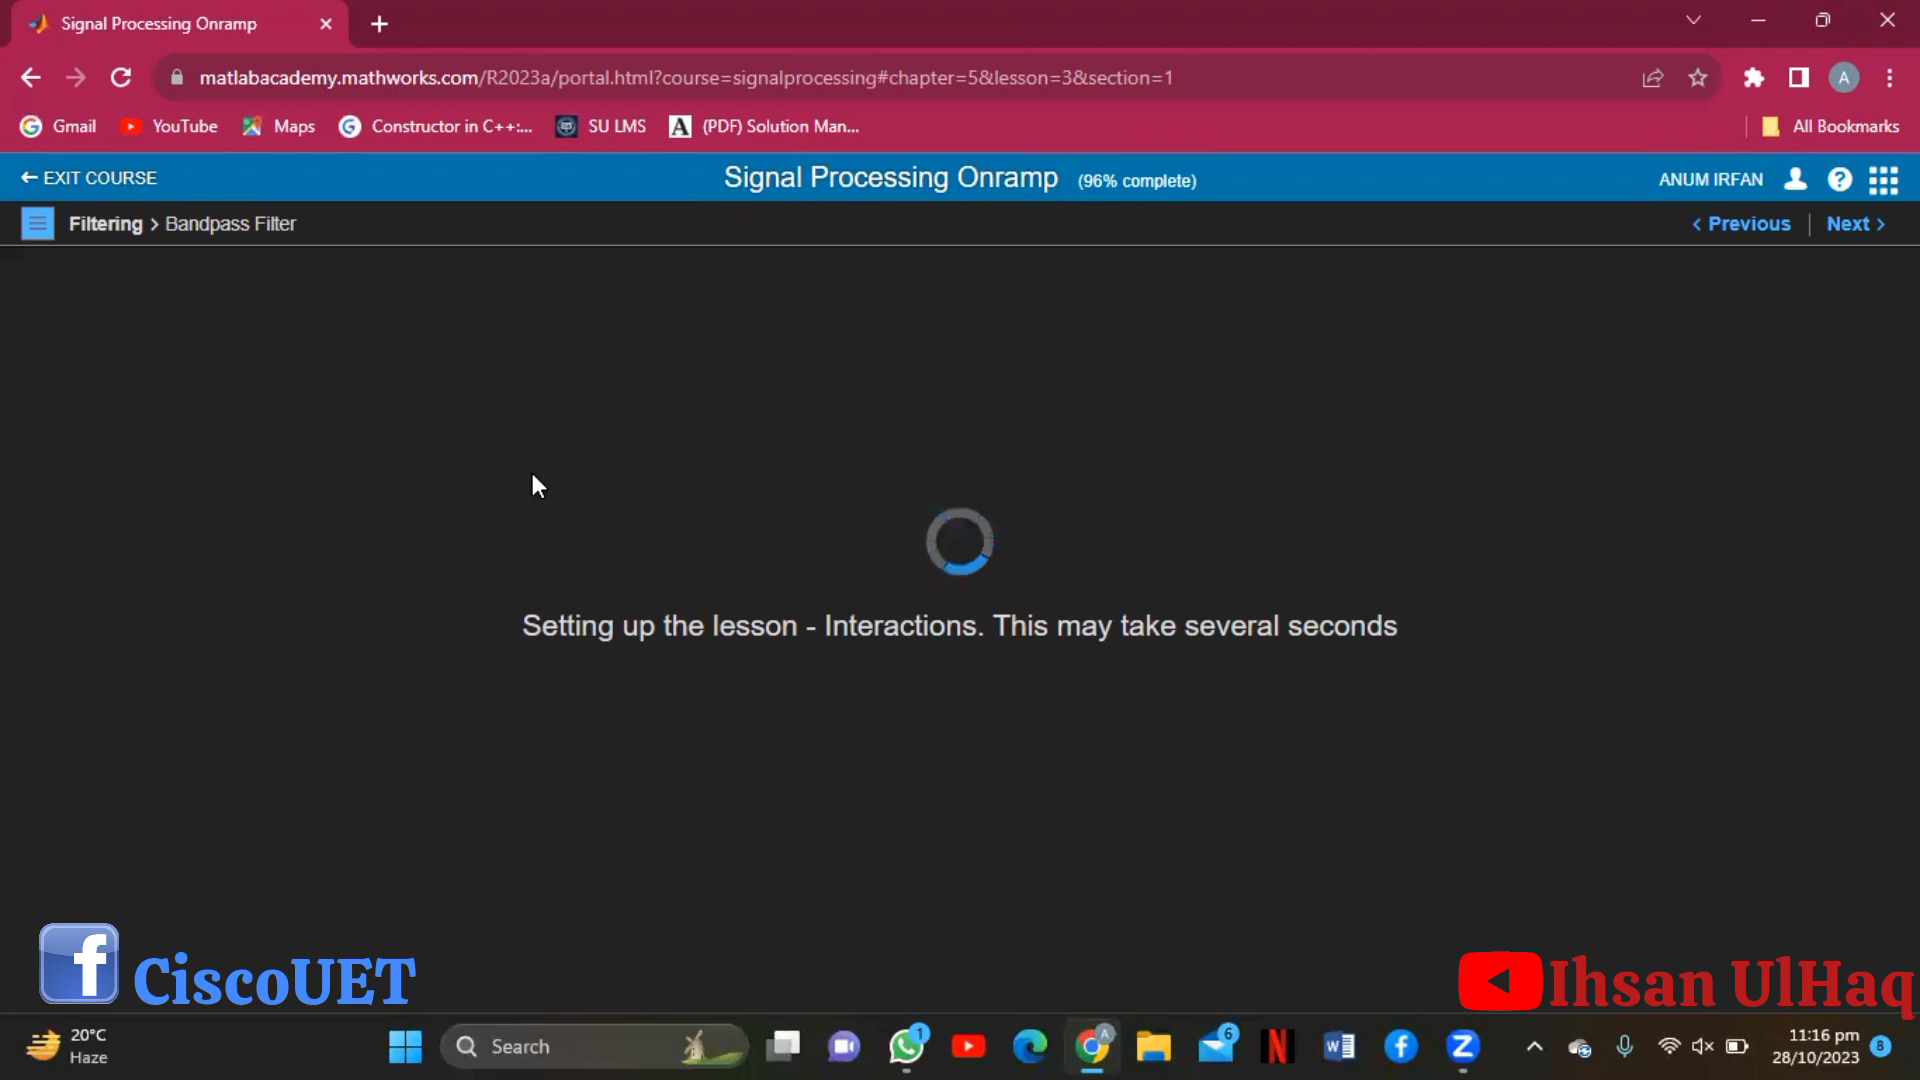 Signal Processing Onramp
matlabacademy.mathworks.com/R2023a/portal.html?course=signalprocessing#chapter=5&lesson=3&section=1
A
Gmail YouTube Maps Constructor in C++:... SU LMS A (PDF) Solution Man... All Bookmarks
EXIT COURSE Signal Processing Onramp (96% complete) ANUM IRFAN ?
Filtering > Bandpass Filter < Previous | Next >
Setting up the lesson - Interactions. This may take several seconds
f CiscoUET Ihsan UlHaq
20°C
Haze
Search
1
A
6
N
W
f
Z
11:16 pm
28/10/2023
8